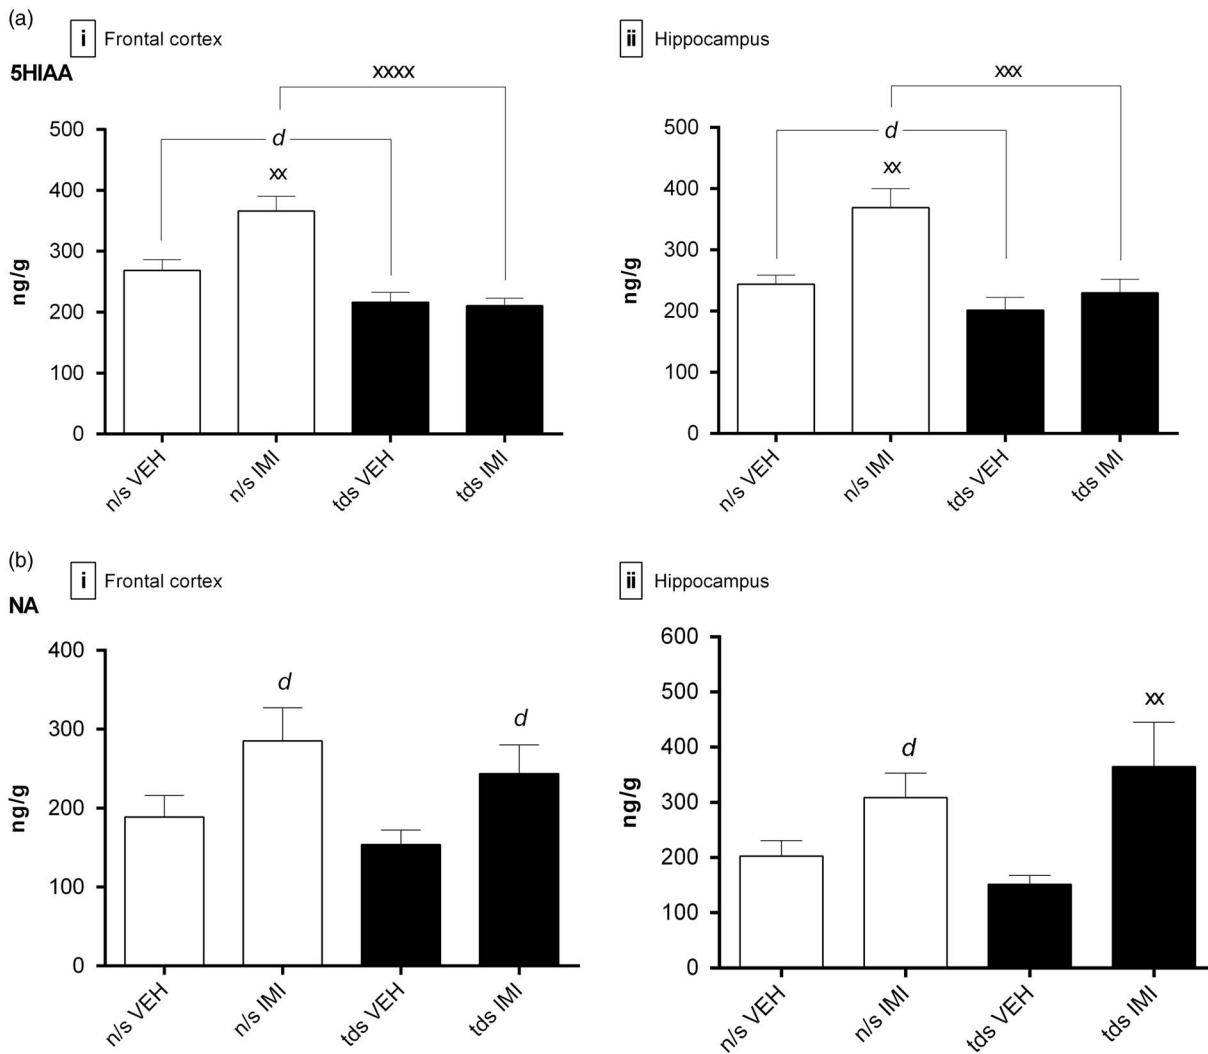 (a)
i Frontal cortex
ii Hippocampus
5HIAA
xxxx
xxx
500
400
300
200
100
0
ng/g
d
xx
n/s VEH
n/s IMI
tds VEH
tds IMI
500
400
300
200
100
0
ng/g
d
xx
n/s VEH
n/s IMI
tds VEH
tds IMI
(b)
i Frontal cortex
ii Hippocampus
NA
400
300
200
100
0
ng/g
d
d
n/s VEH
n/s IMI
tds VEH
tds IMI
600
500
400
300
200
100
0
ng/g
d
xx
n/s VEH
n/s IMI
tds VEH
tds IMI